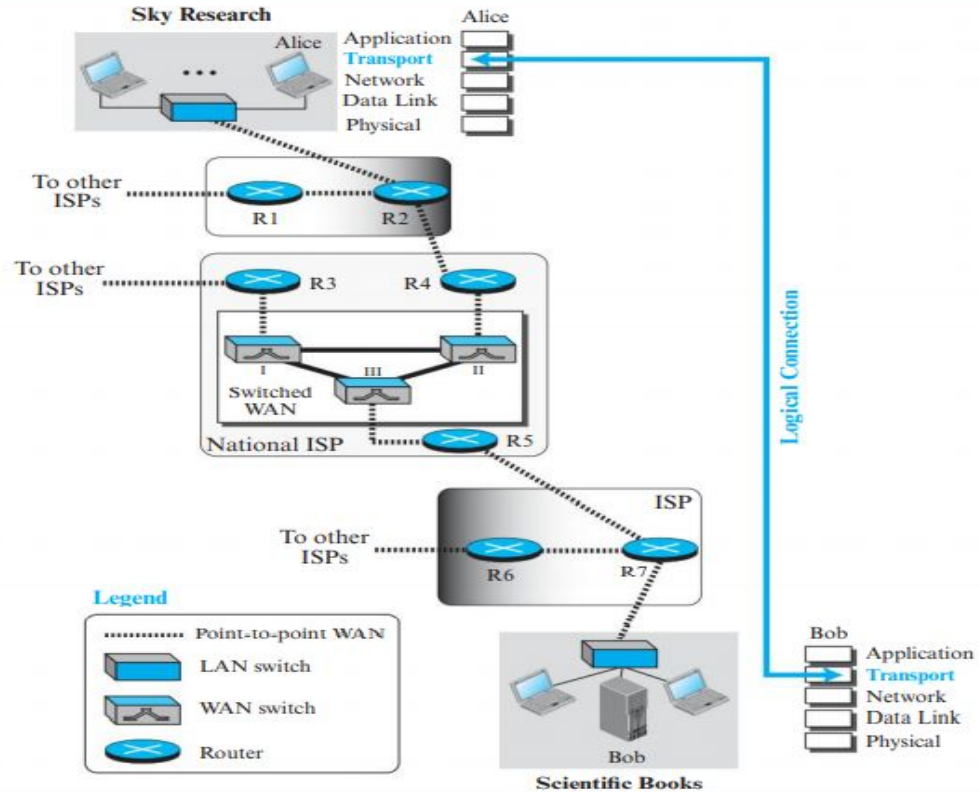 Sky Research
Alice
Alice
Application
Transport
Network
Data Link
Physical
To other
ISPs
R1
R2
To other
ISPs
R3
R4
I
III
II
Switched
WAN
National ISP
R5
Logical Connection
ISP
To other
ISPs
R6
R7
Legend
Point-to-point WAN
LAN switch
WAN switch
Router
Bob
Scientific Books
Bob
Application
Transport
Network
Data Link
Physical